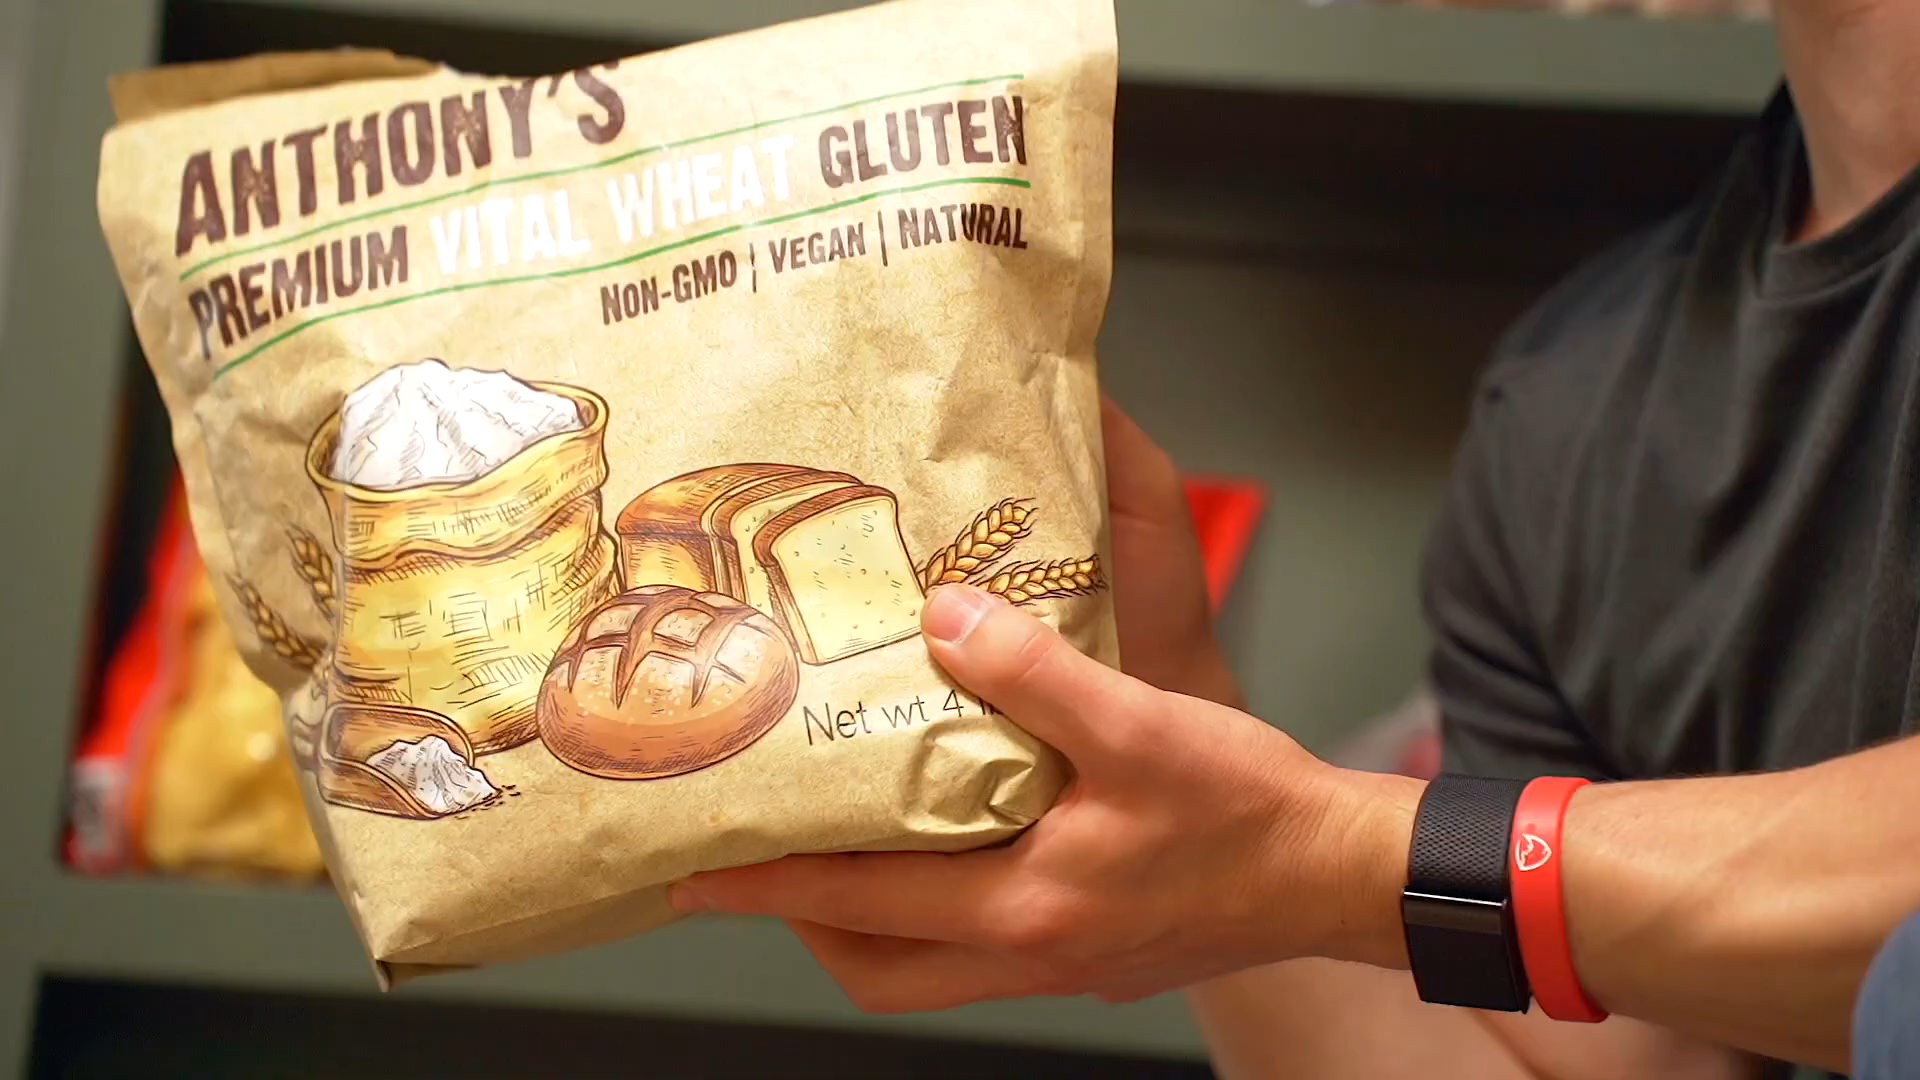 ANTHONY'S
PREMIUM VITAL WHEAT GLUTEN
NON-GMO | VEGAN | NATURAL
Net wt 4